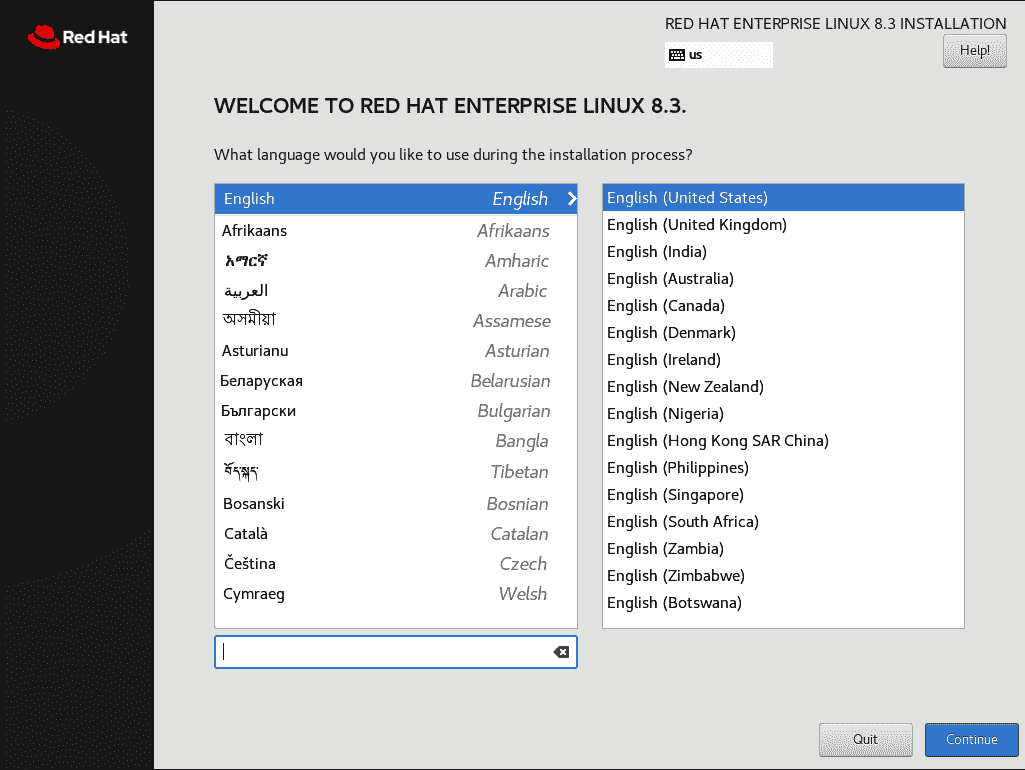 Red Hat
RED HAT ENTERPRISE LINUX 8.3 INSTALLATION
us
Help!
WELCOME TO RED HAT ENTERPRISE LINUX 8.3.
What language would you like to use during the installation process?
English English
Afrikaans Afrikaans
አማርኛ Amharic
العربية Arabic
অসমীয়া Assamese
Asturianu Asturian
Беларуская Belarusian
Български Bulgarian
বাংলা Bangla
བོད་སྐད་ Tibetan
Bosanski Bosnian
Català Catalan
Čeština Czech
Cymraeg Welsh
English (United States)
English (United Kingdom)
English (India)
English (Australia)
English (Canada)
English (Denmark)
English (Ireland)
English (New Zealand)
English (Nigeria)
English (Hong Kong SAR China)
English (Philippines)
English (Singapore)
English (South Africa)
English (Zambia)
English (Zimbabwe)
English (Botswana)
Quit
Continue